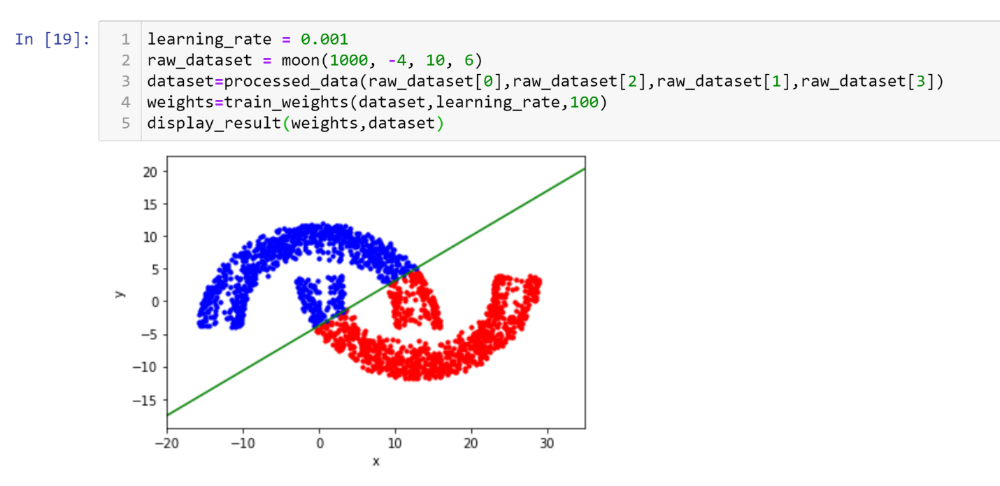 In [19]:
1 learning_rate = 0.001
2 raw_dataset = moon(1000, -4, 10, 6)
3 dataset=processed_data(raw_dataset[0],raw_dataset[2],raw_dataset[1],raw_dataset[3])
4 weights=train_weights(dataset,learning_rate,100)
5 display_result(weights,dataset)
20
15
10
5
0
−5
−10
−15
y
−20 −10 0 10 20 30
x